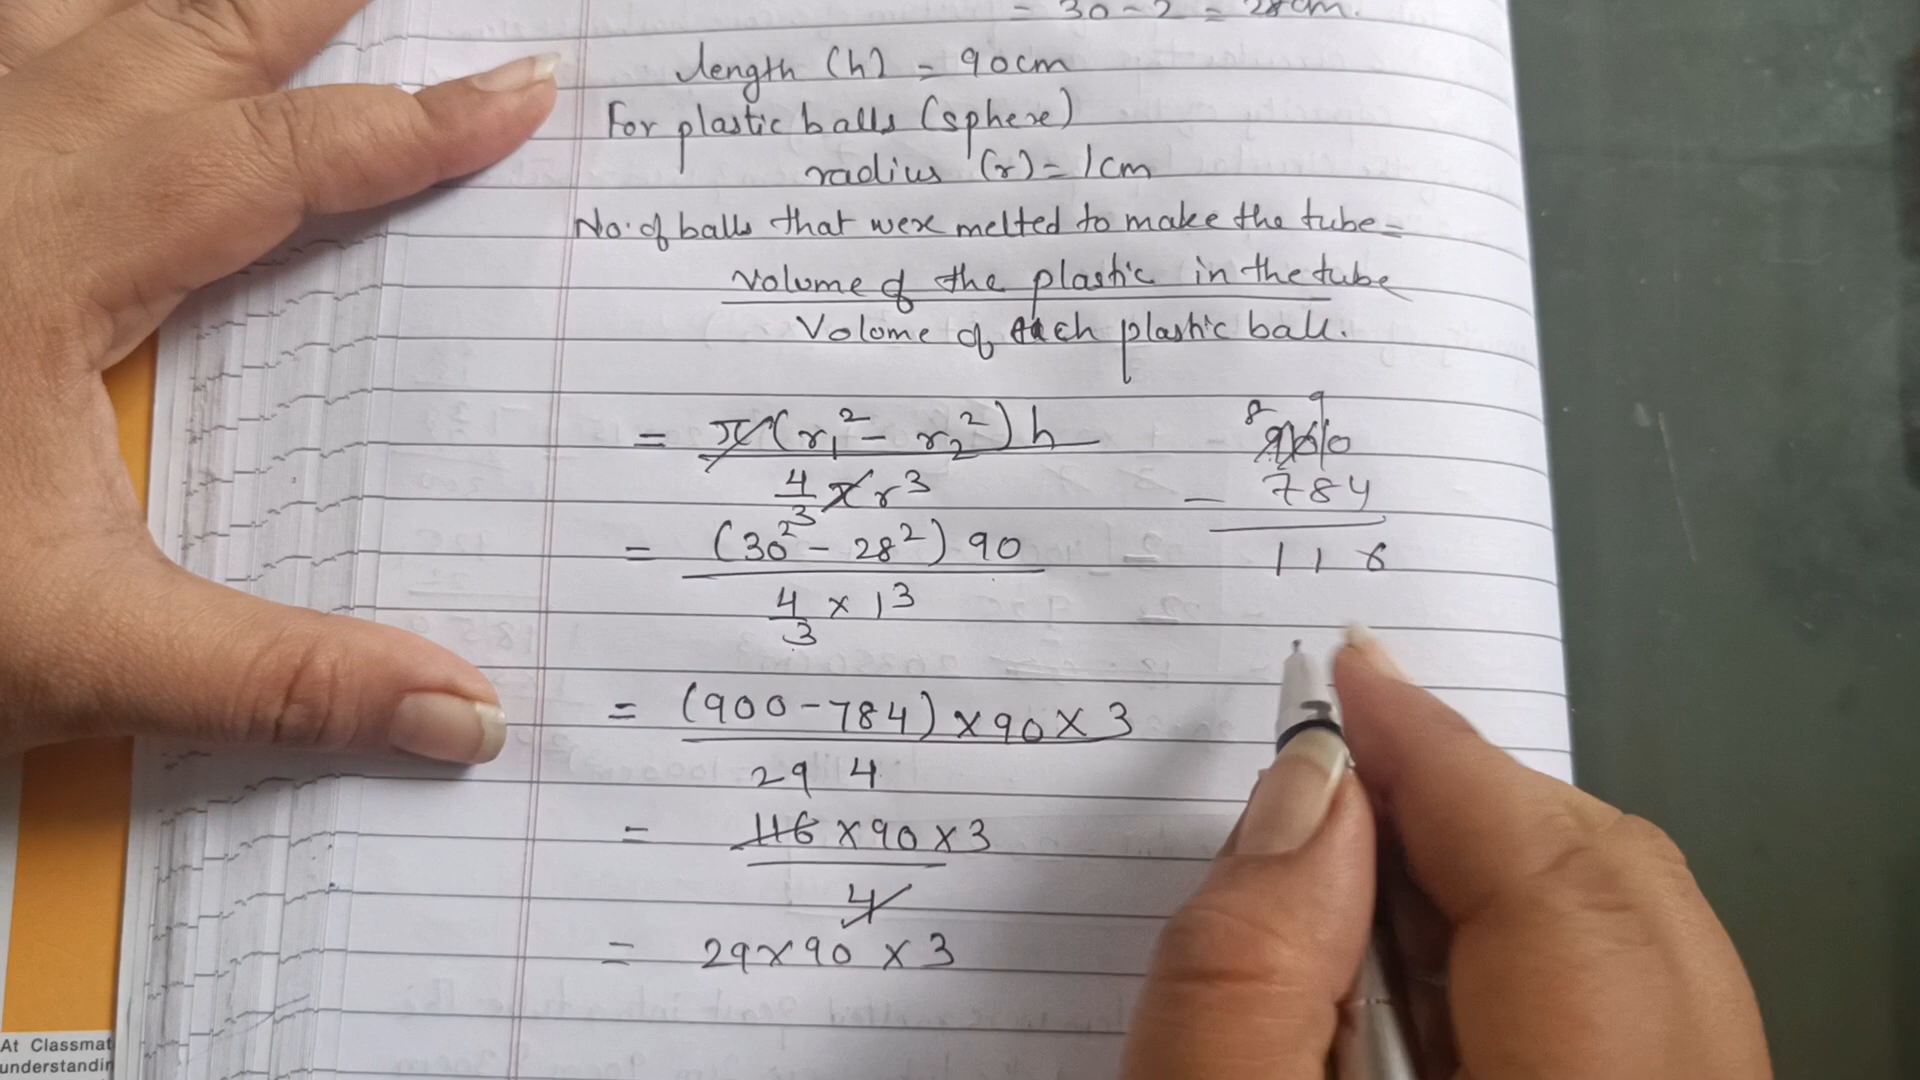 = 30 - 2 = 28cm.
length (h) = 90cm
For plastic balls (sphere)
radius (r) = 1cm
No. of balls that were melted to make the tube =
volume of the plastic in the tube
Volume of each plastic ball.
= π(r₁² - r₂²) h
4/3 π r³
8 9
900
- 784
116
= (30² - 28²) 90
4/3 × 1³
= (900 - 784) × 90 × 3
4
29
= 116 × 90 × 3
4
= 29 × 90 × 3
At Classmat
understandin